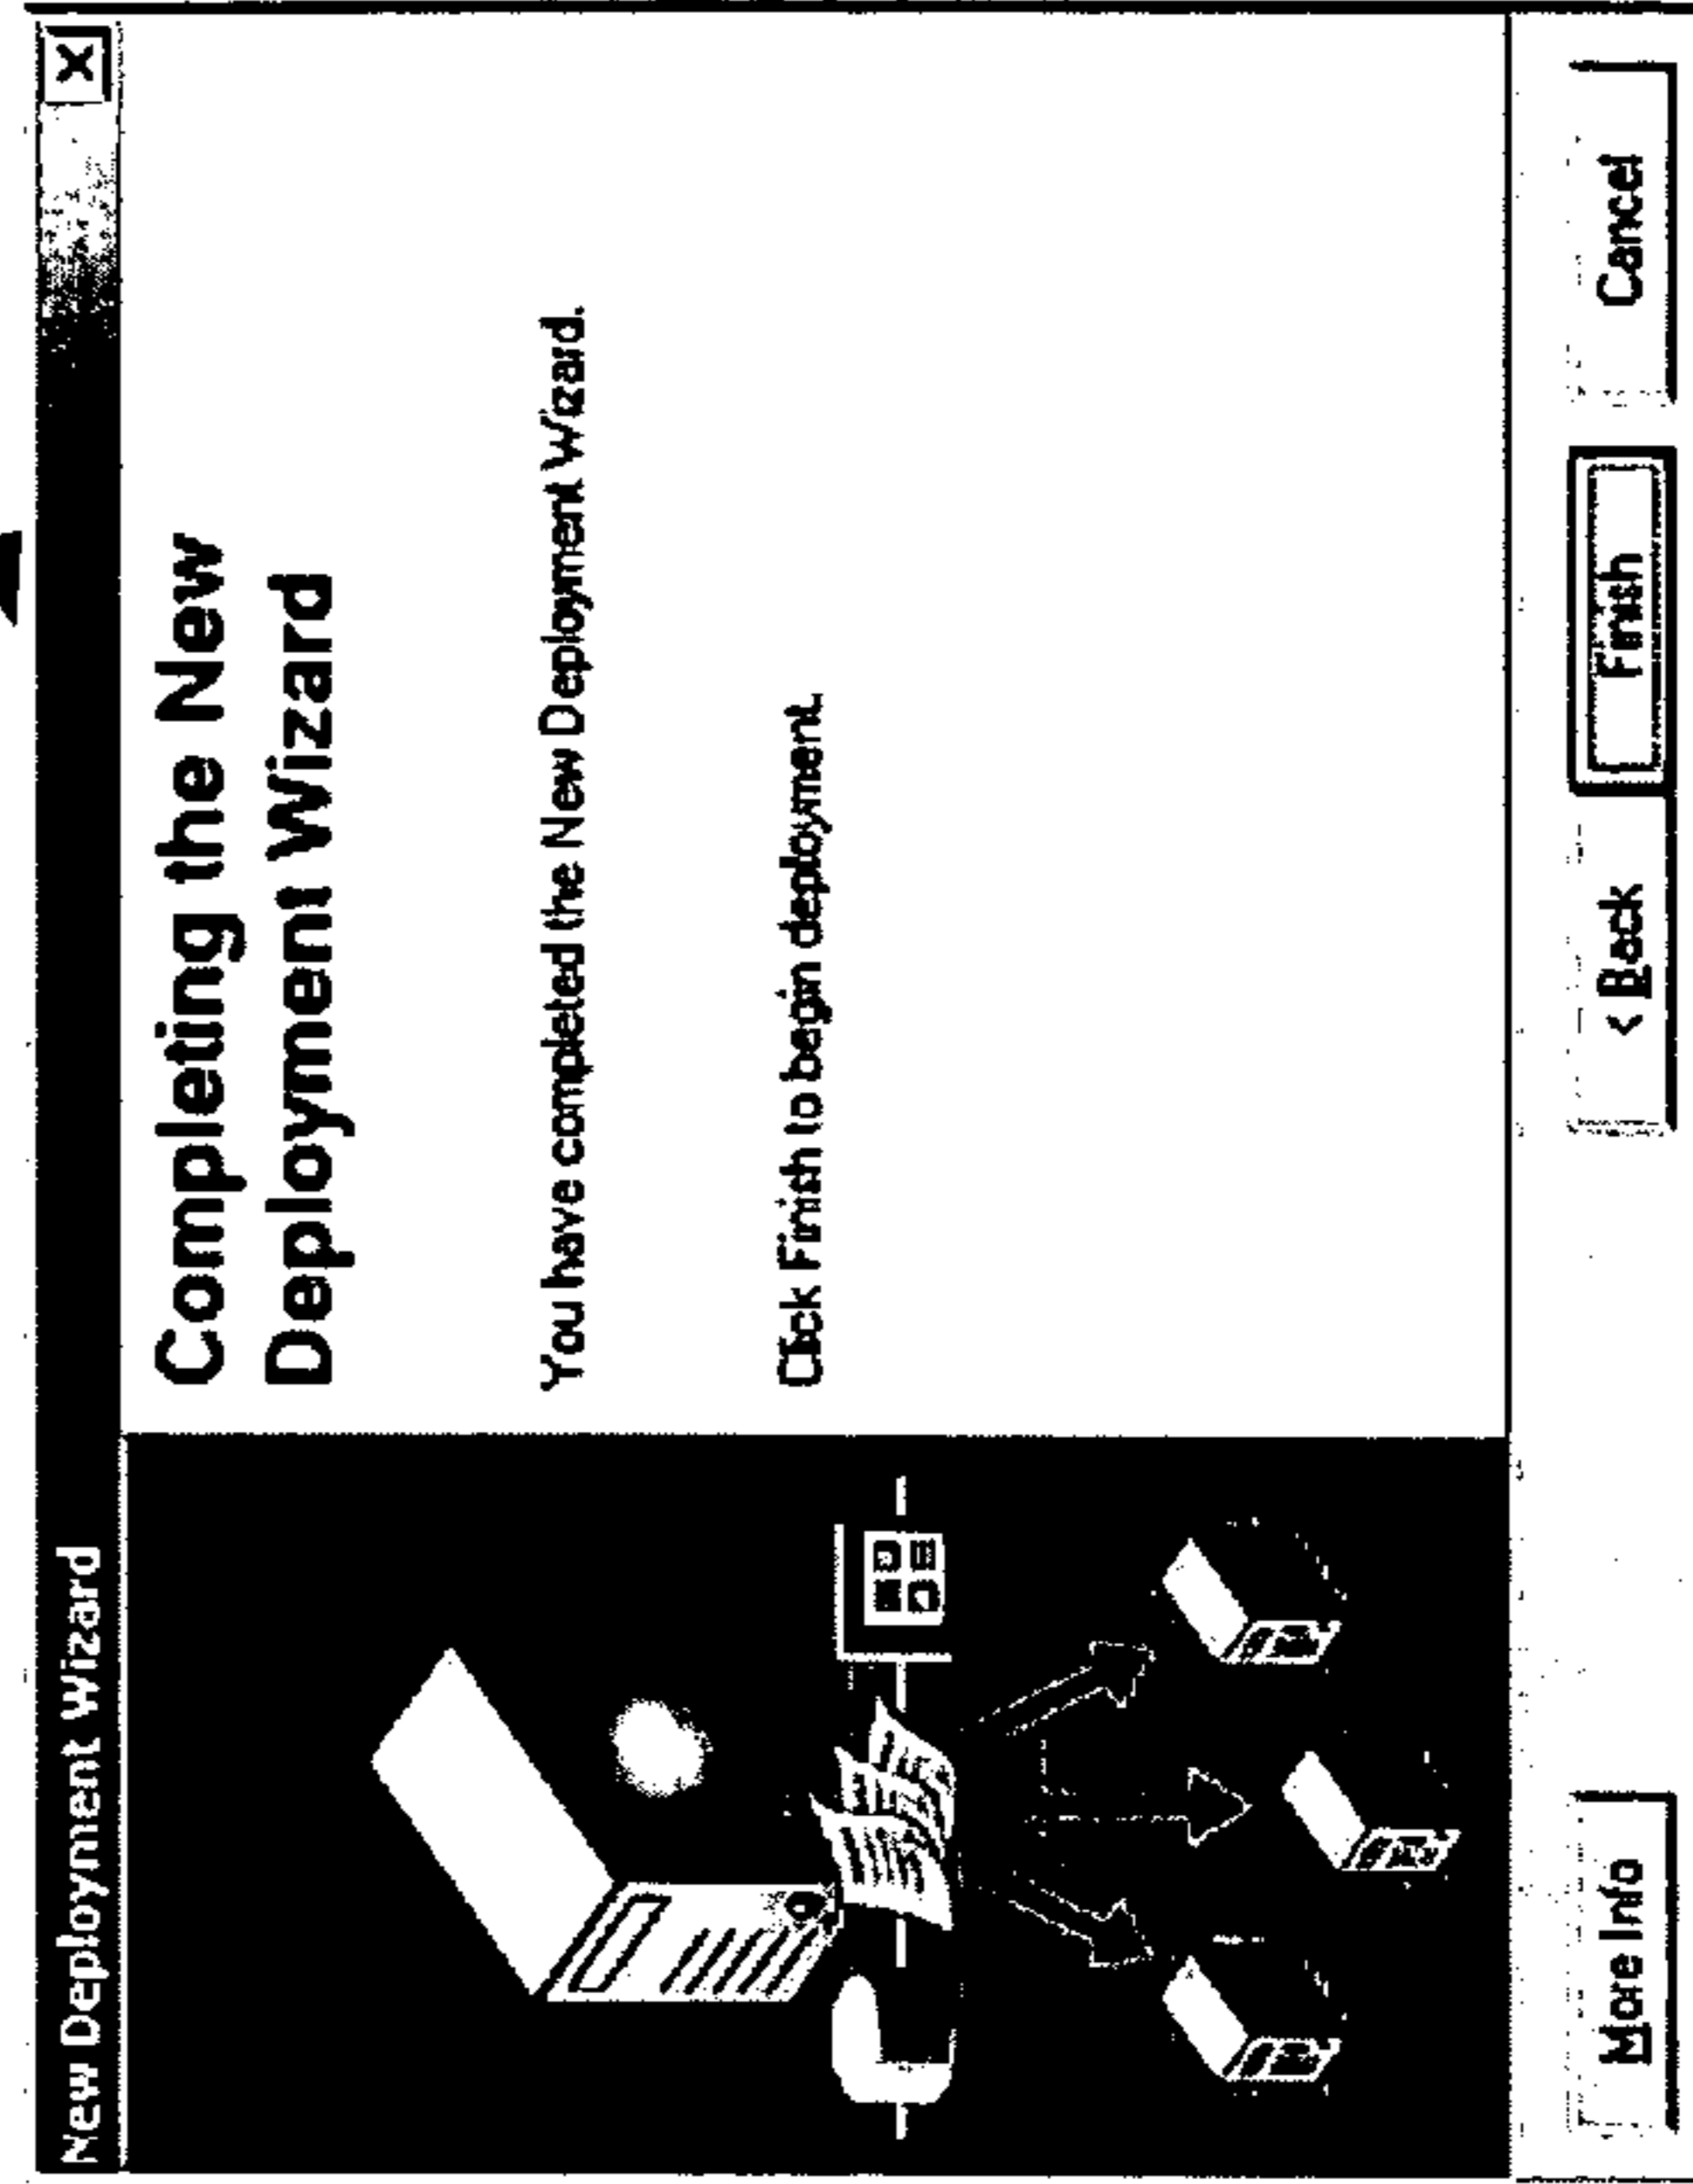 New Deployment Wizard
X
Completing the New
Deployment Wizard
You have completed the New Deployment Wizard.
Click Finish to begin deployment.
More Info
< Back
Finish
Cancel